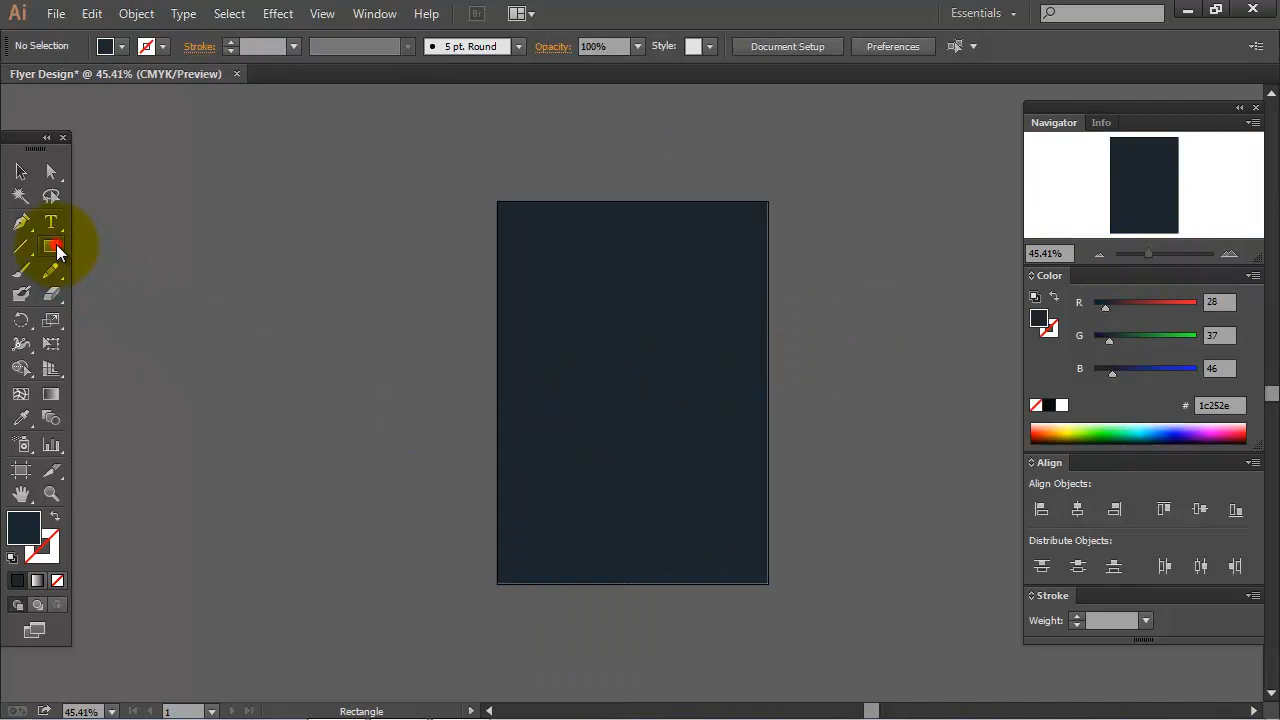 Ai File Edit Object Type Select Effect View Window Help Br Essentials
No Selection Stroke: 5 pt. Round Opacity: 100% Style: Document Setup Preferences
Flyer Design* @ 45.41% (CMYK/Preview)
Navigator Info
T
45.41%
Color
R 28
G 37
B 46
# 1c252e
Align
Align Objects:
Distribute Objects:
Stroke
Weight:
45.41% 1 Rectangle